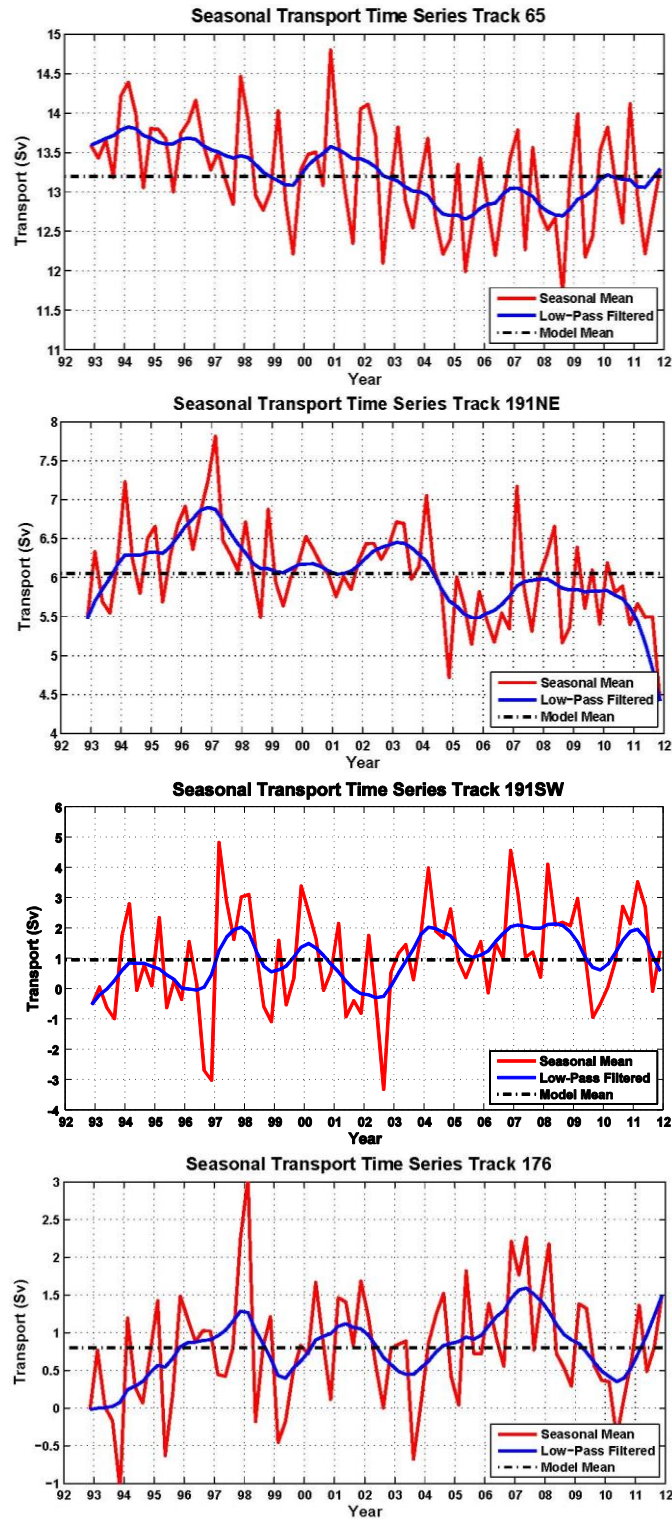 Seasonal Transport Time Series Track 65
15
14.5
14
13.5
13
12.5
12
11.5
11
Transport (Sv)
Seasonal Mean
Low-Pass Filtered
Model Mean
92 93 94 95 96 97 98 99 00 01 02 03 04 05 06 07 08 09 10 11 12
Year
Seasonal Transport Time Series Track 191NE
8
7.5
7
6.5
6
5.5
5
4.5
4
Transport (Sv)
Seasonal Mean
Low-Pass Filtered
Model Mean
92 93 94 95 96 97 98 99 00 01 02 03 04 05 06 07 08 09 10 11 12
Year
Seasonal Transport Time Series Track 191SW
6
5
4
3
2
1
0
-1
-2
-3
-4
Transport (Sv)
Seasonal Mean
Low-Pass Filtered
Model Mean
92 93 94 95 96 97 98 99 00 01 02 03 04 05 06 07 08 09 10 11 12
Year
Seasonal Transport Time Series Track 176
3
2.5
2
1.5
1
0.5
0
-0.5
-1
Transport (Sv)
Seasonal Mean
Low-Pass Filtered
Model Mean
92 93 94 95 96 97 98 99 00 01 02 03 04 05 06 07 08 09 10 11 12
Year